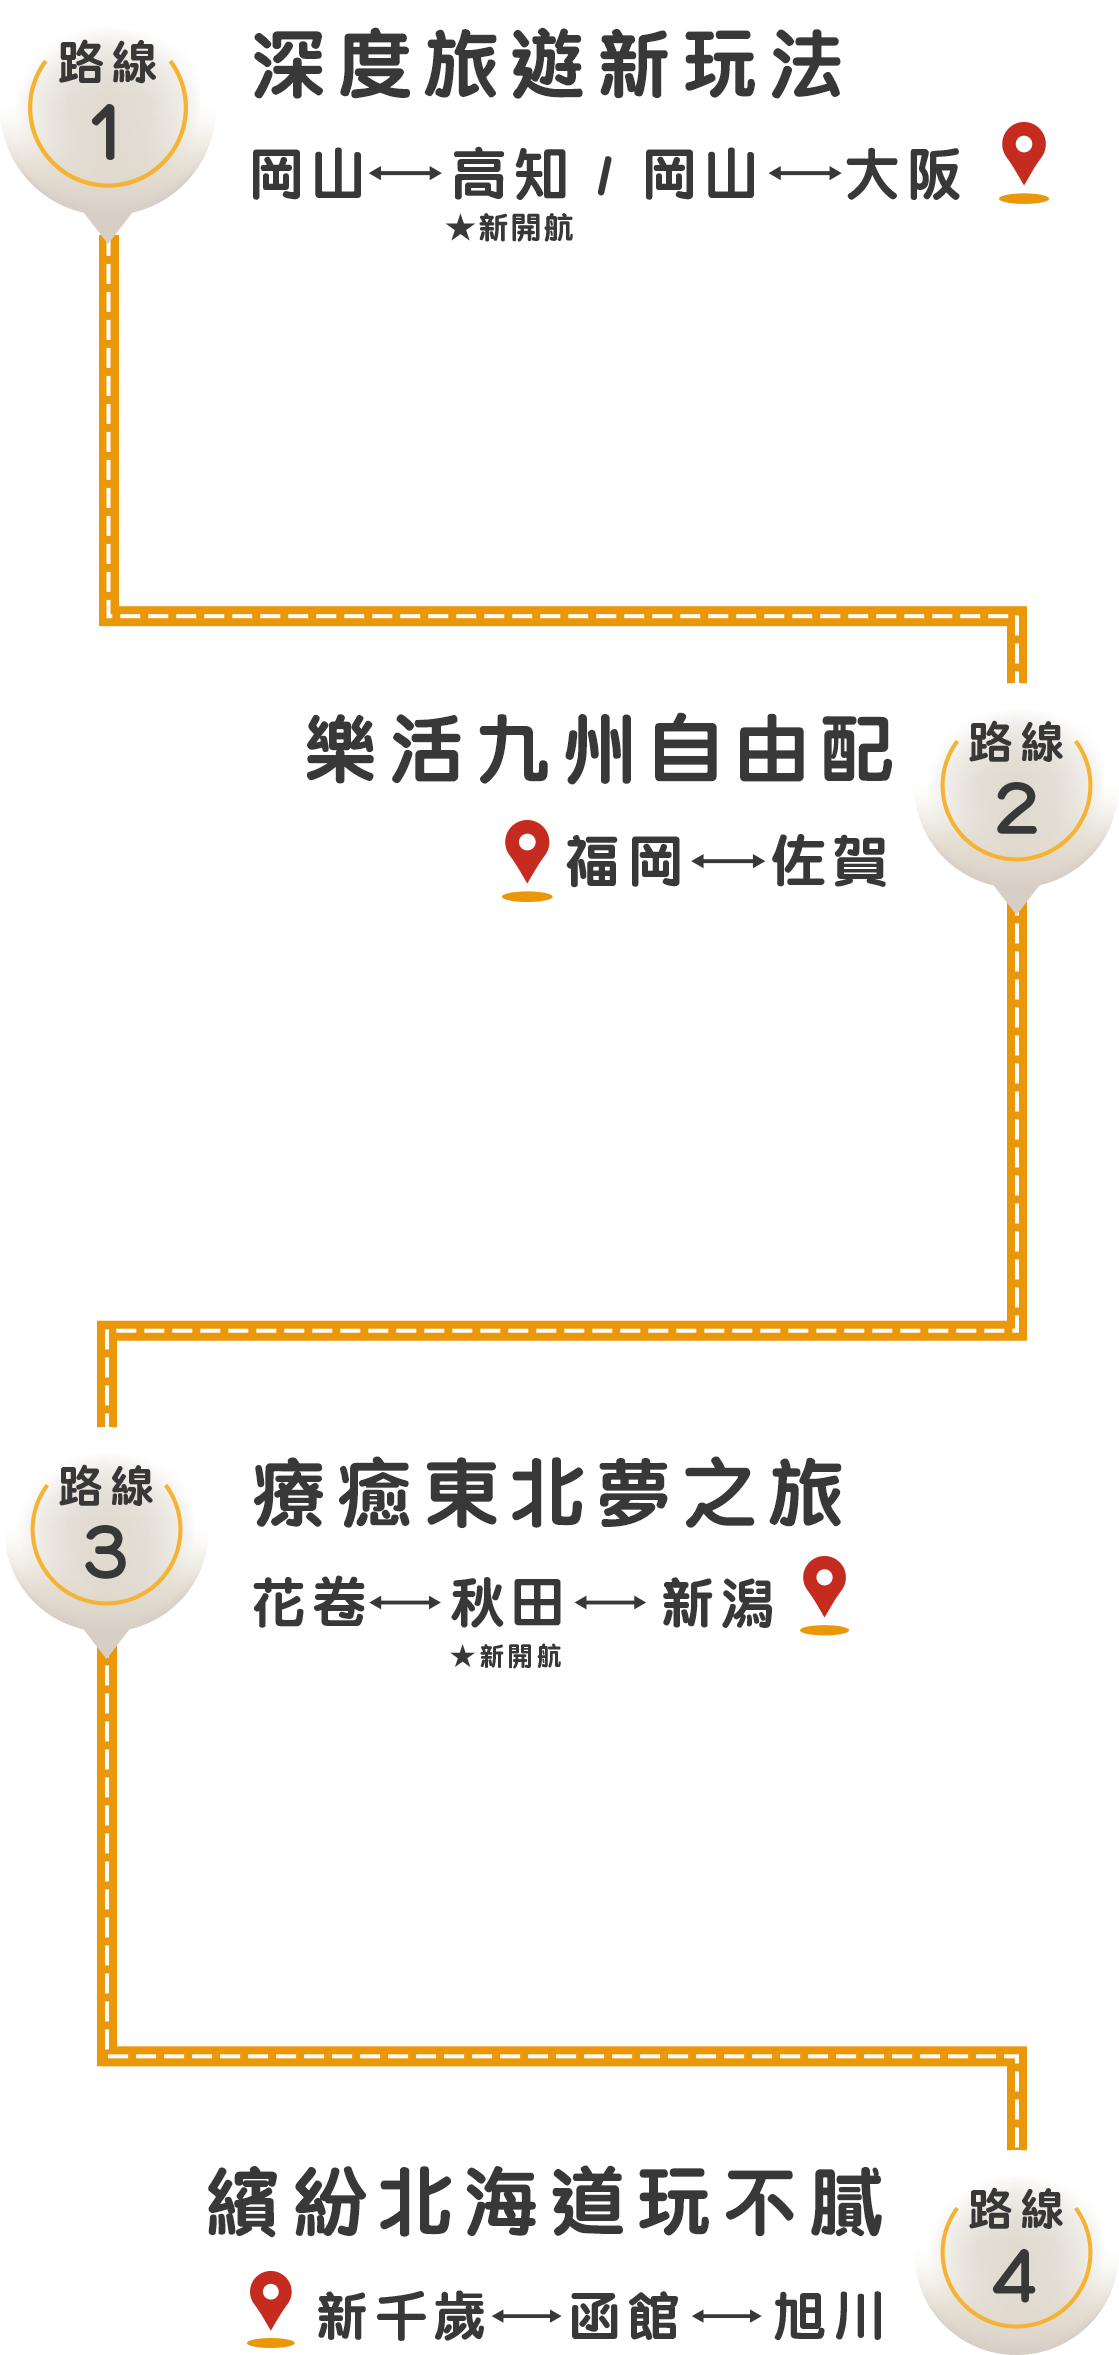 路線
1
深度旅遊新玩法
岡山←→高知 / 岡山←→大阪
★新開航
樂活九州自由配
福岡←→佐賀
路線
2
路線
3
療癒東北夢之旅
花卷←→秋田←→新潟
★新開航
繽紛北海道玩不膩
新千歲←→函館←→旭川
路線
4